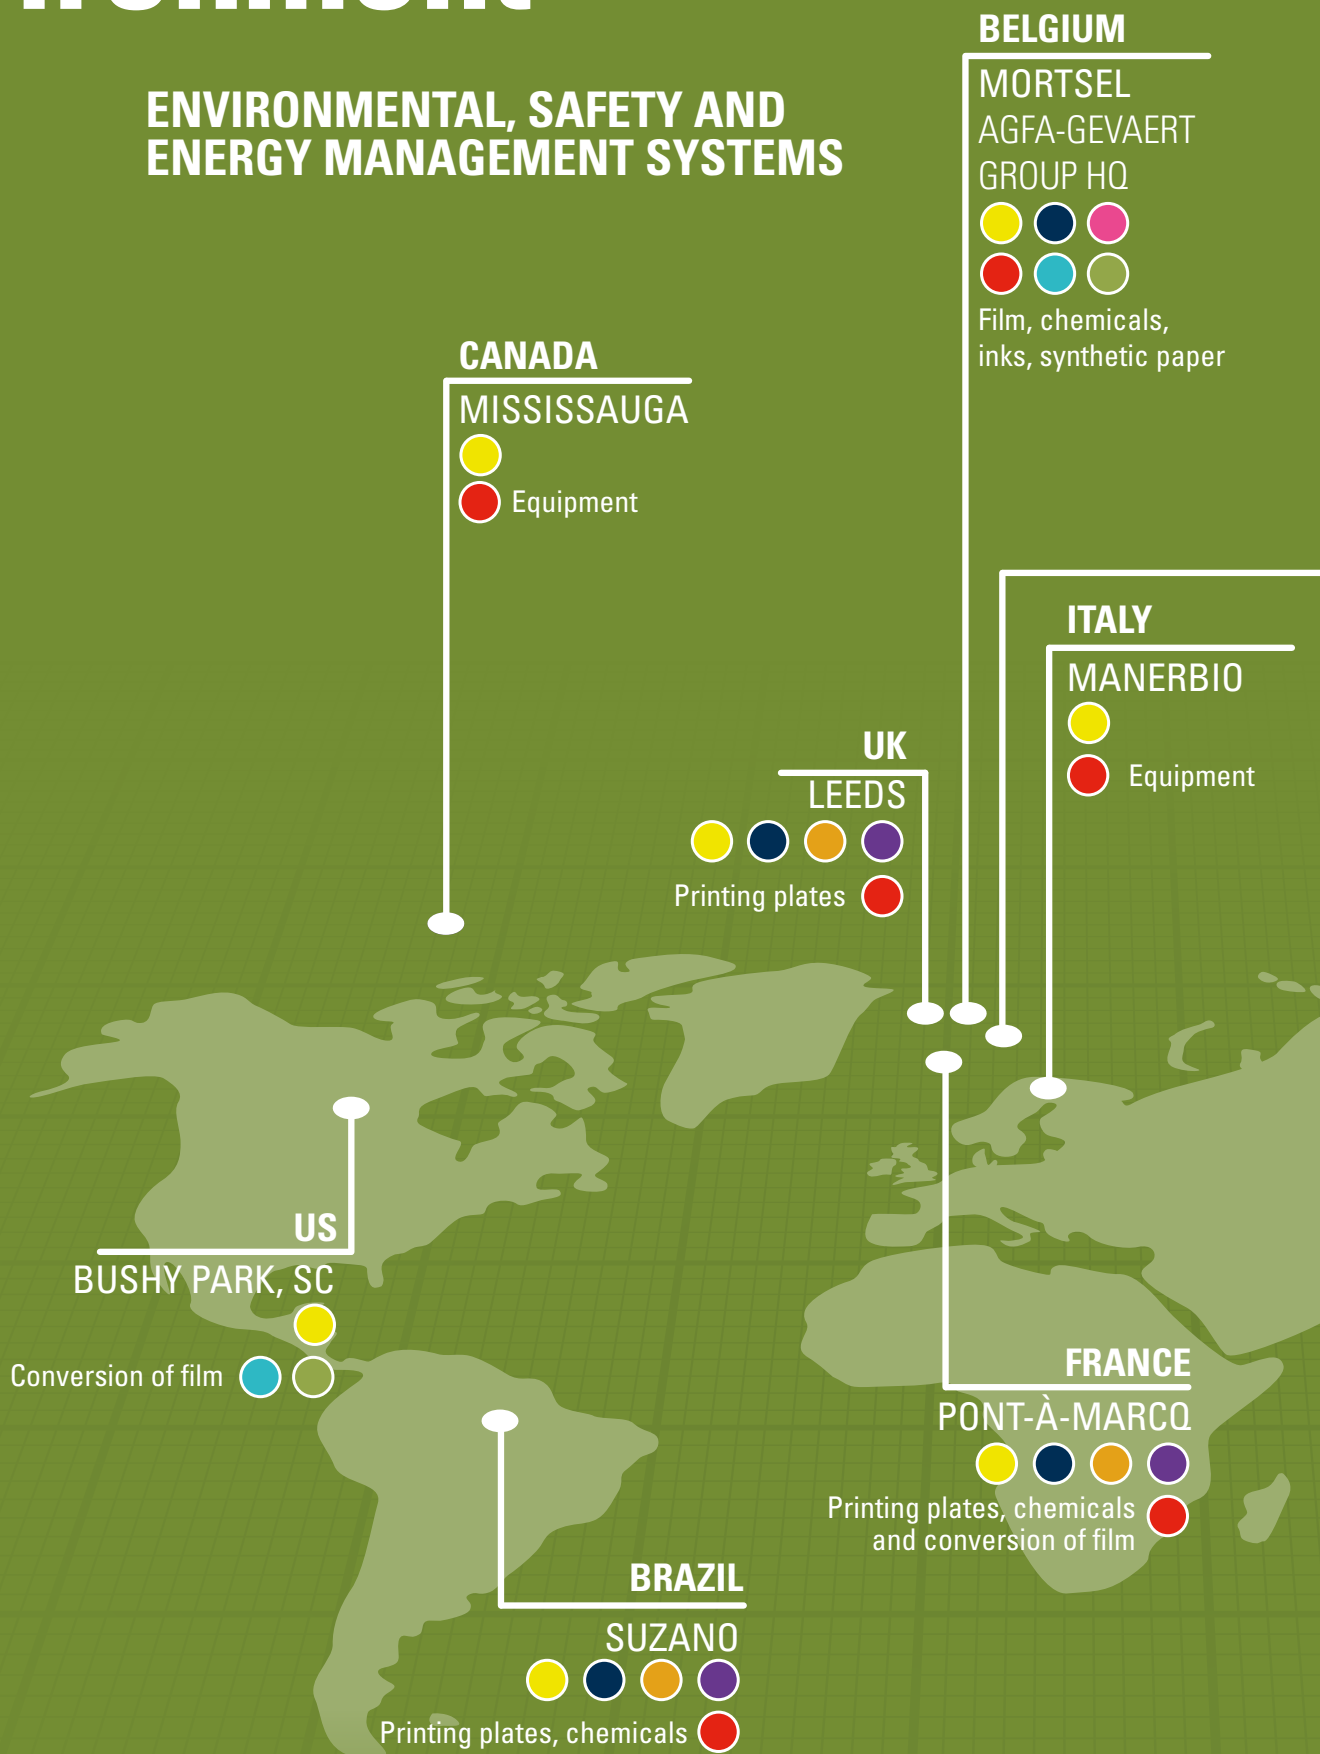 ENVIRONMENTAL, SAFETY AND
ENERGY MANAGEMENT SYSTEMS
BELGIUM
MORTSEL
AGFA-GEVAERT
GROUP HQ
Film, chemicals,
inks, synthetic paper
CANADA
MISSISSAUGA
Equipment
ITALY
MANERBIO
Equipment
UK
LEEDS
Printing plates
US
BUSHY PARK, SC
Conversion of film
FRANCE
PONT-À-MARCQ
Printing plates, chemicals
and conversion of film
BRAZIL
SUZANO
Printing plates, chemicals